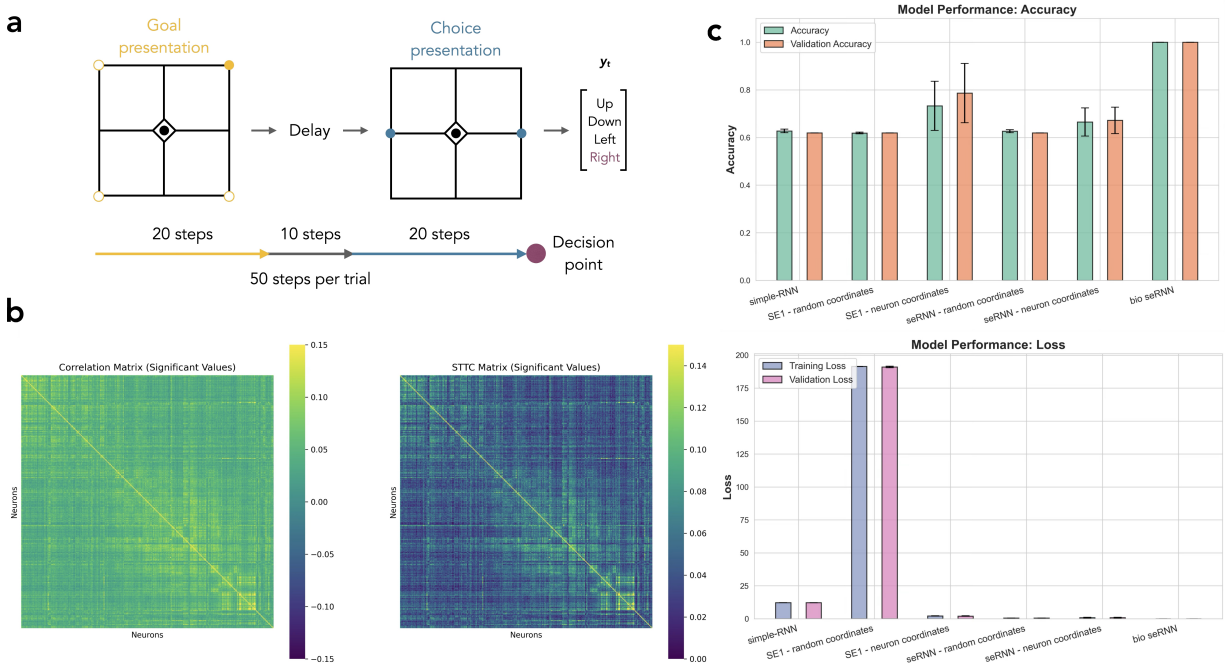 a
Goal
presentation
Choice
presentation
y_t
Delay
Up
Down
Left
Right
20 steps
10 steps
20 steps
Decision
point
50 steps per trial
b
Correlation Matrix (Significant Values)
Neurons
Neurons
0.15
0.10
0.05
0.00
−0.05
−0.10
−0.15
STTC Matrix (Significant Values)
Neurons
Neurons
0.14
0.12
0.10
0.08
0.06
0.04
0.02
0.00
c
Model Performance: Accuracy
Accuracy
Validation Accuracy
Accuracy
1.0
0.8
0.6
0.4
0.2
0.0
simple-RNN
SE1 - random coordinates
SE1 - neuron coordinates
seRNN - random coordinates
seRNN - neuron coordinates
bio seRNN
Model Performance: Loss
Training Loss
Validation Loss
Loss
200
175
150
125
100
75
50
25
0
simple-RNN
SE1 - random coordinates
SE1 - neuron coordinates
seRNN - random coordinates
seRNN - neuron coordinates
bio seRNN